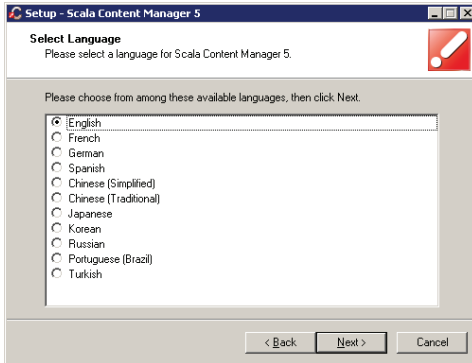 Setup - Scala Content Manager 5
Select Language
Please select a language for Scala Content Manager 5.
Please choose from among these available languages, then click Next.
English
French
German
Spanish
Chinese (Simplified)
Chinese (Traditional)
Japanese
Korean
Russian
Portuguese (Brazil)
Turkish
< Back Next > Cancel